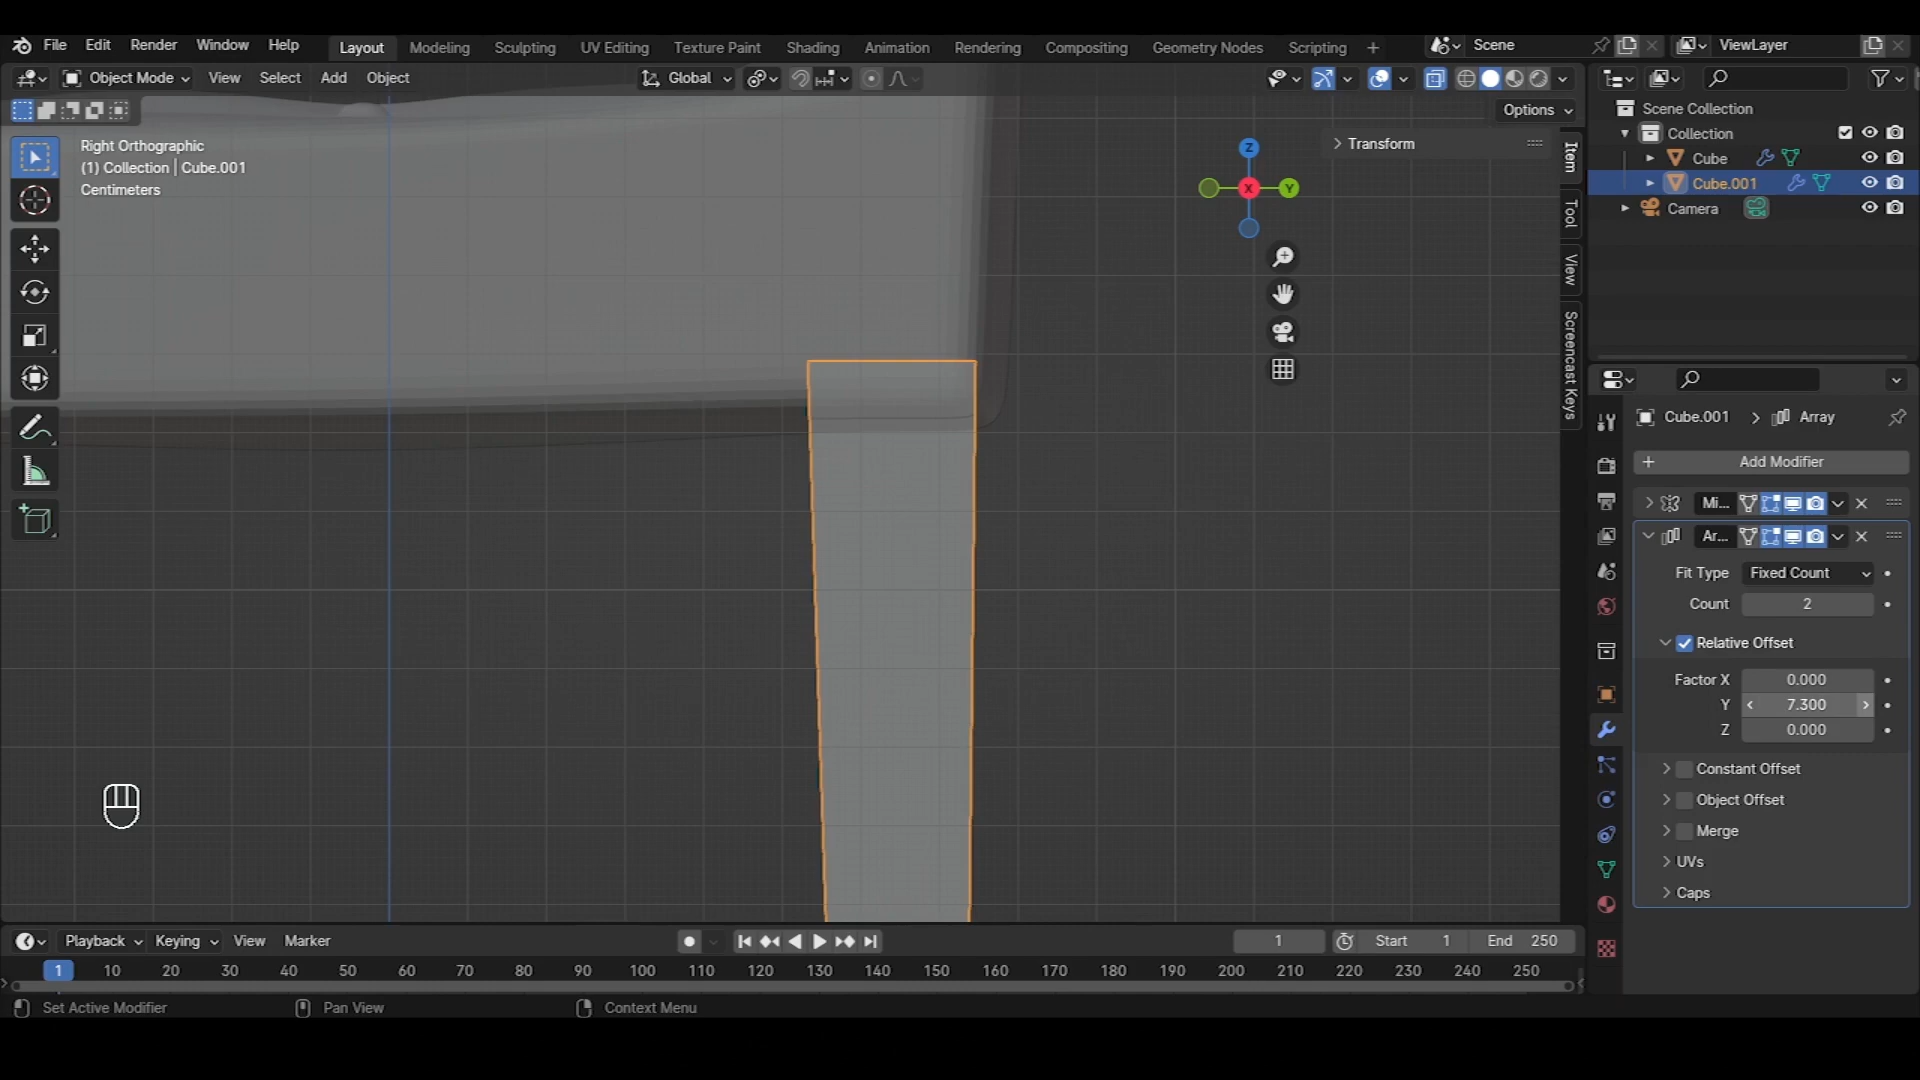 File Edit Render Window Help Layout Modeling Sculpting UV Editing Texture Paint Shading Animation Rendering Compositing Geometry Nodes Scripting + Scene ViewLayer
Object Mode View Select Add Object Global
Options
Right Orthographic
(1) Collection | Cube.001
Centimeters
Z
Y
X
Transform
Item
Tool
View
Screencast Keys
Scene Collection
Collection
Cube
Cube.001
Camera
Cube.001 > Array
+ Add Modifier
Mi...
Ar...
Fit Type Fixed Count
Count 2
Relative Offset
Factor X 0.000
Y 7.300
Z 0.000
Constant Offset
Object Offset
Merge
UVs
Caps
Playback Keying View Marker 1 Start 1 End 250
1 10 20 30 40 50 60 70 80 90 100 110 120 130 140 150 160 170 180 190 200 210 220 230 240 250
Set Active Modifier Pan View Context Menu